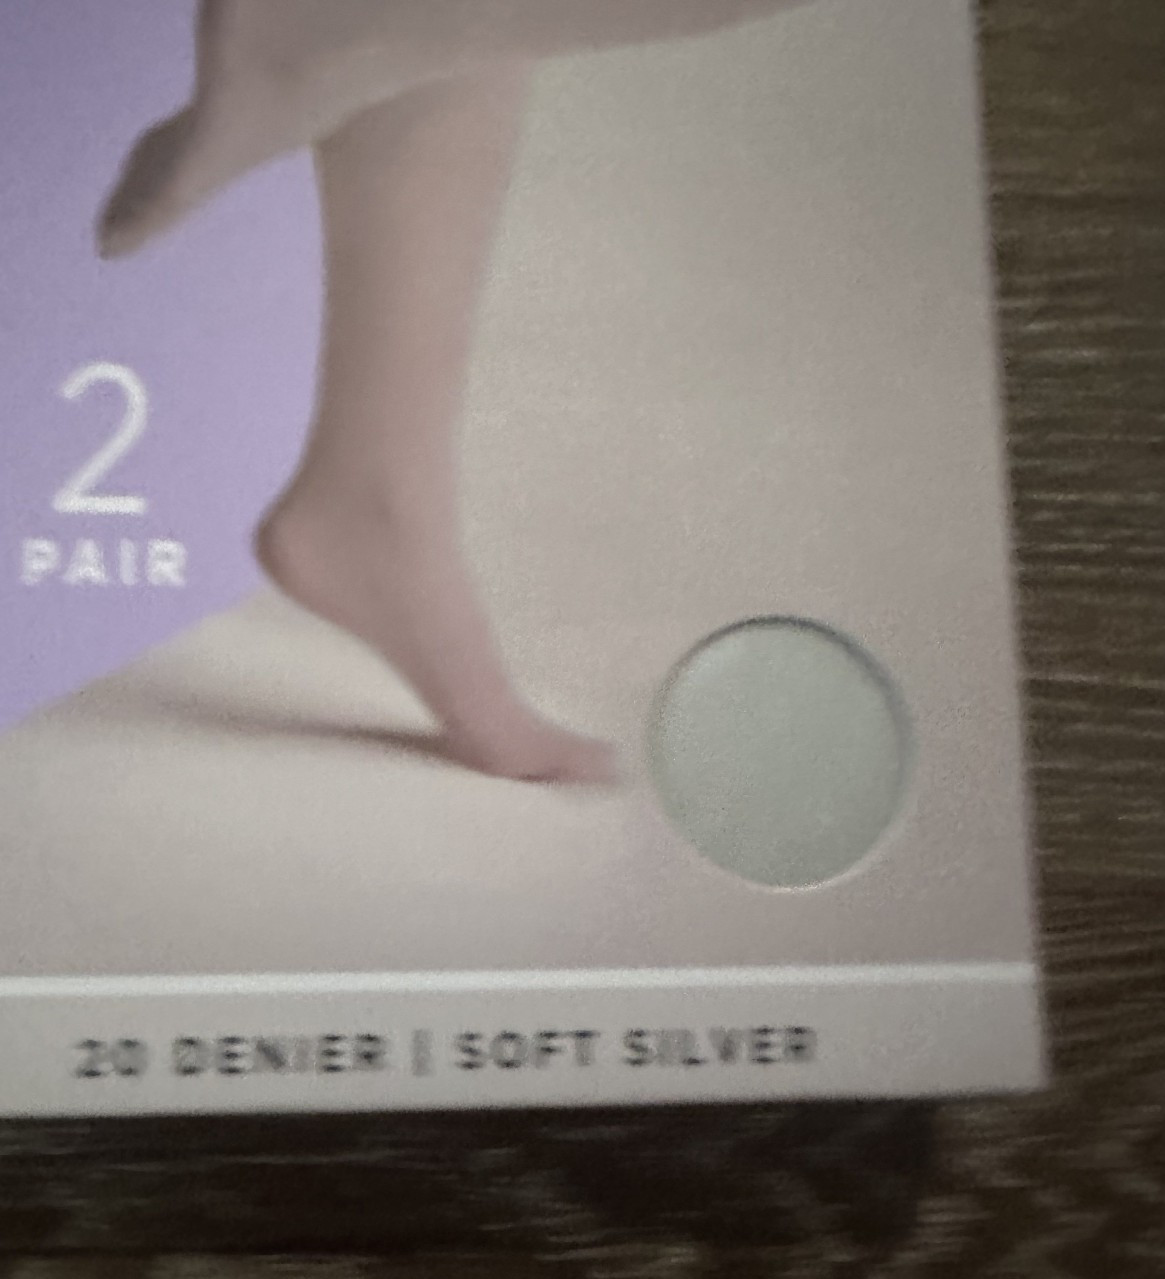 2
PAIR
20 DENIER | SOFT SILVER